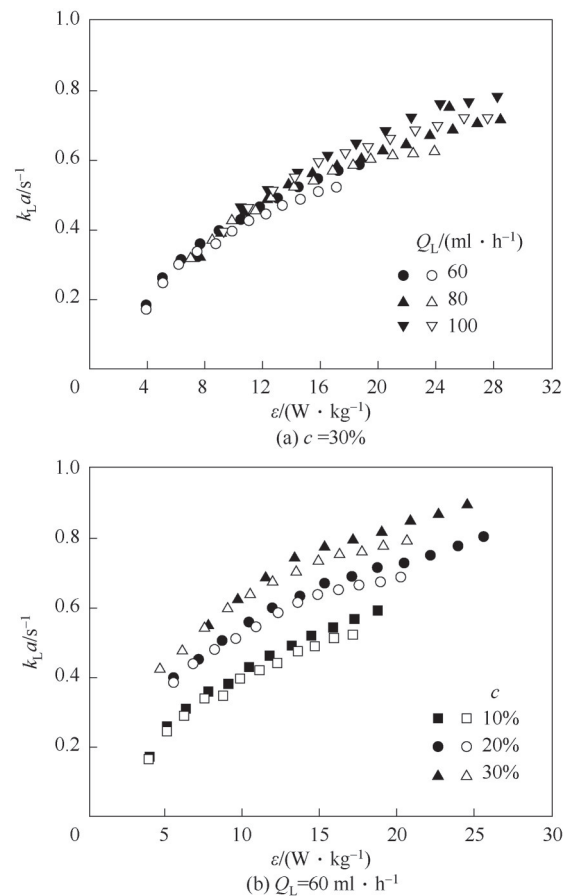 1.0
0.8
0.6
0.4
0.2
0
kLa/s⁻¹
QL/(ml · h⁻¹)
60
80
100
4 8 12 16 20 24 28 32
ε/(W · kg⁻¹)
(a) c =30%
1.0
0.8
0.6
0.4
0.2
0
kLa/s⁻¹
c
10%
20%
30%
5 10 15 20 25 30
ε/(W · kg⁻¹)
(b) QL=60 ml · h⁻¹